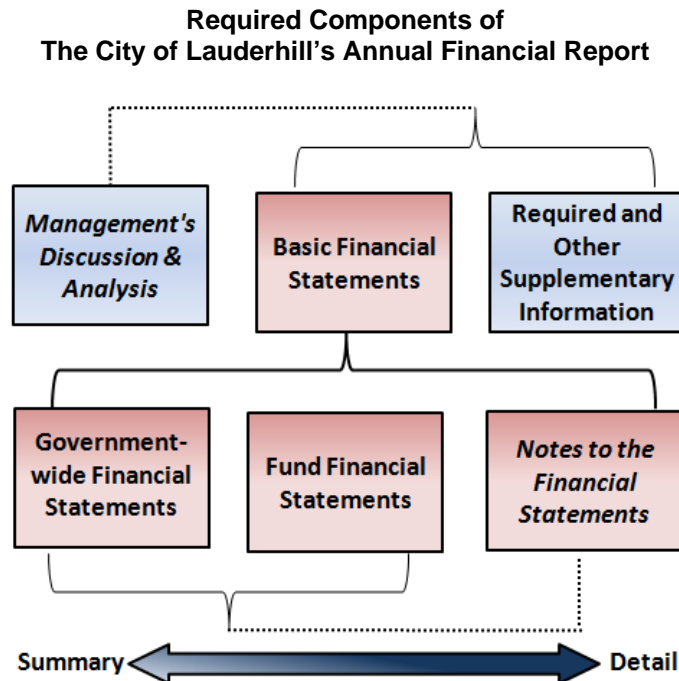 Required Components of
The City of Lauderhill’s Annual Financial Report
Management's
Discussion &
Analysis
Basic Financial
Statements
Required and
Other
Supplementary
Information
Government-
wide Financial
Statements
Fund Financial
Statements
Notes to the
Financial
Statements
Summary
Detail